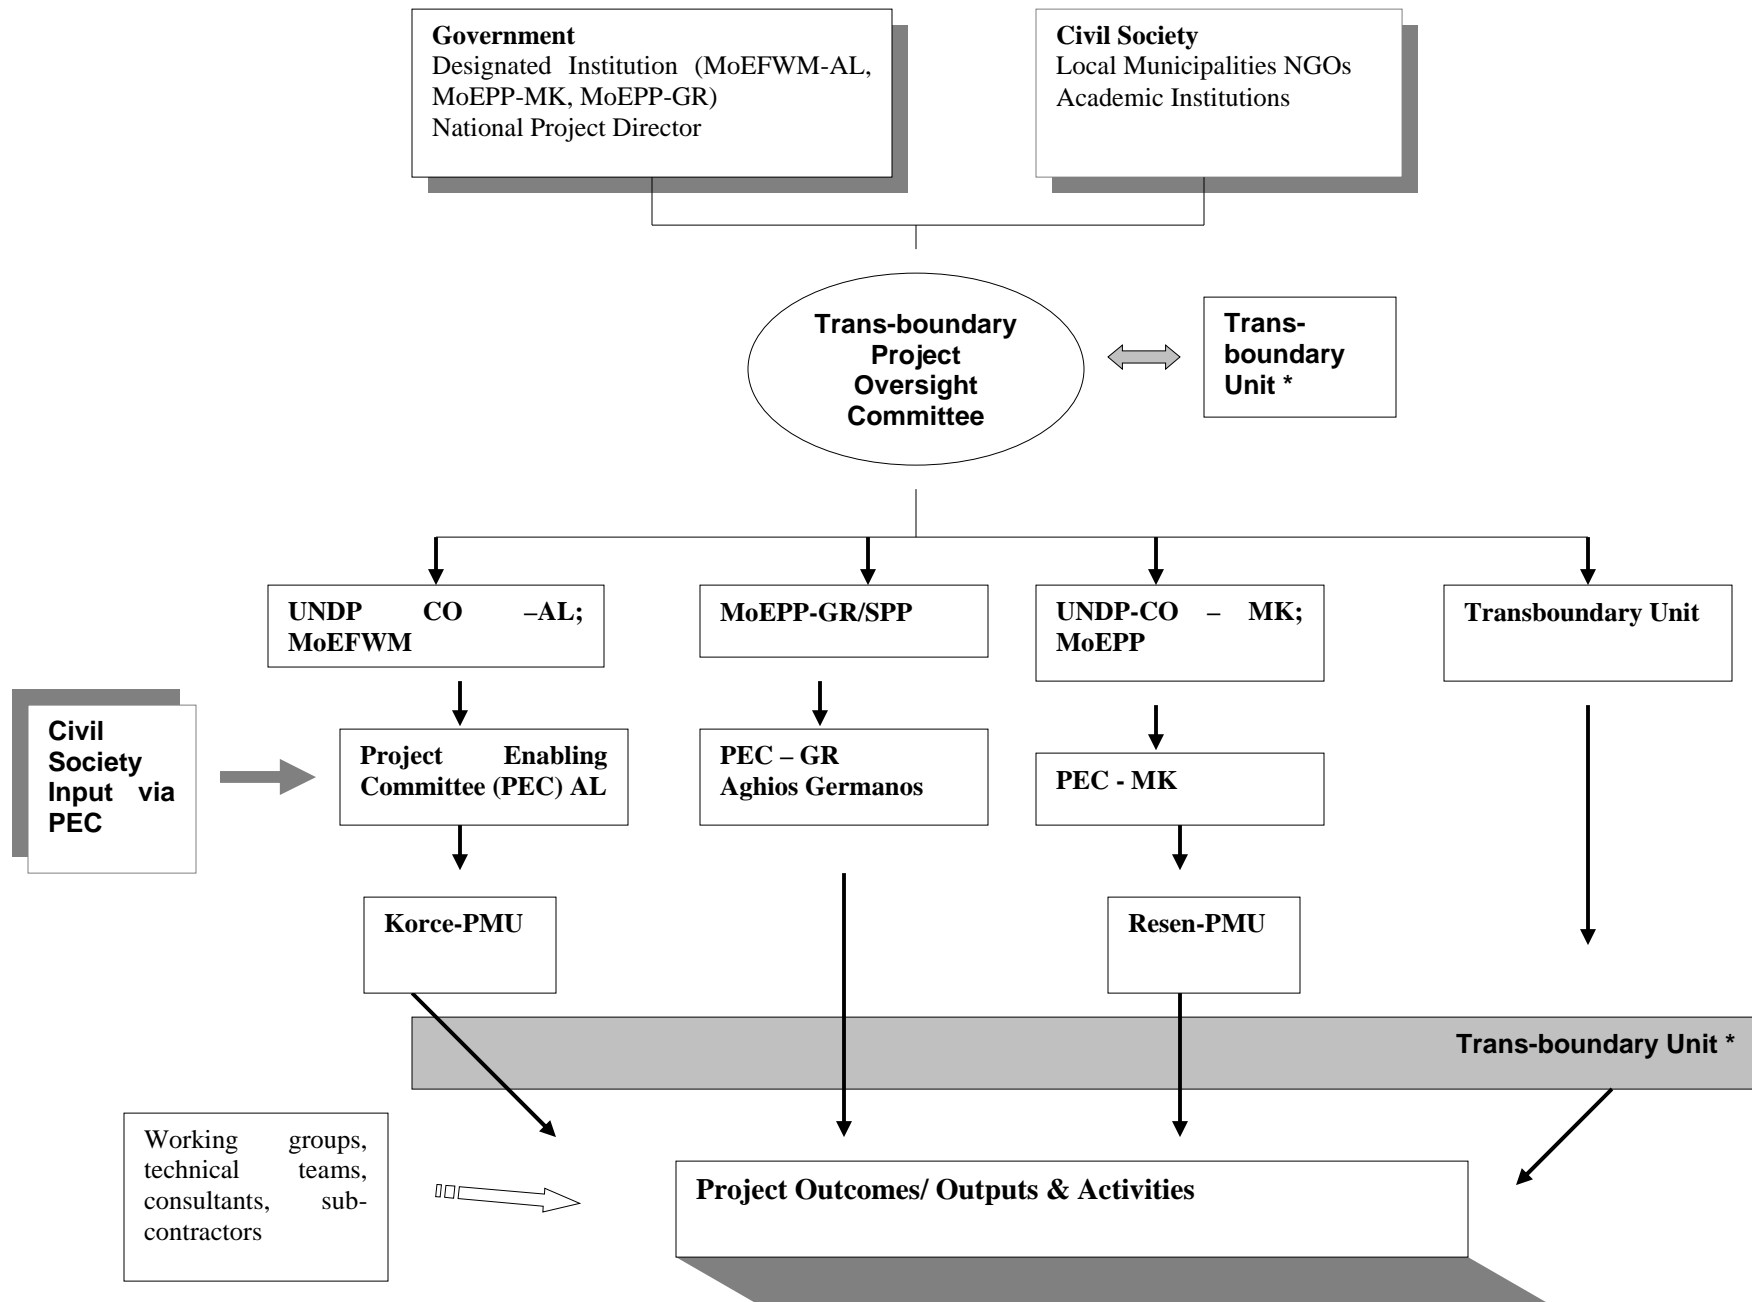 Government
Designated Institution (MoEFWM-AL,
MoEPP-MK, MoEPP-GR)
National Project Director
Civil Society
Local Municipalities NGOs
Academic Institutions
Trans-boundary
Project
Oversight
Committee
Trans-
boundary
Unit *
UNDP CO –AL;
MoEFWM
MoEPP-GR/SPP
UNDP-CO – MK;
MoEPP
Transboundary Unit
Civil
Society
Input via
PEC
Project Enabling
Committee (PEC) AL
PEC – GR
Aghios Germanos
PEC - MK
Korce-PMU
Resen-PMU
Trans-boundary Unit *
Working groups,
technical teams,
consultants, sub-
contractors
Project Outcomes/ Outputs & Activities